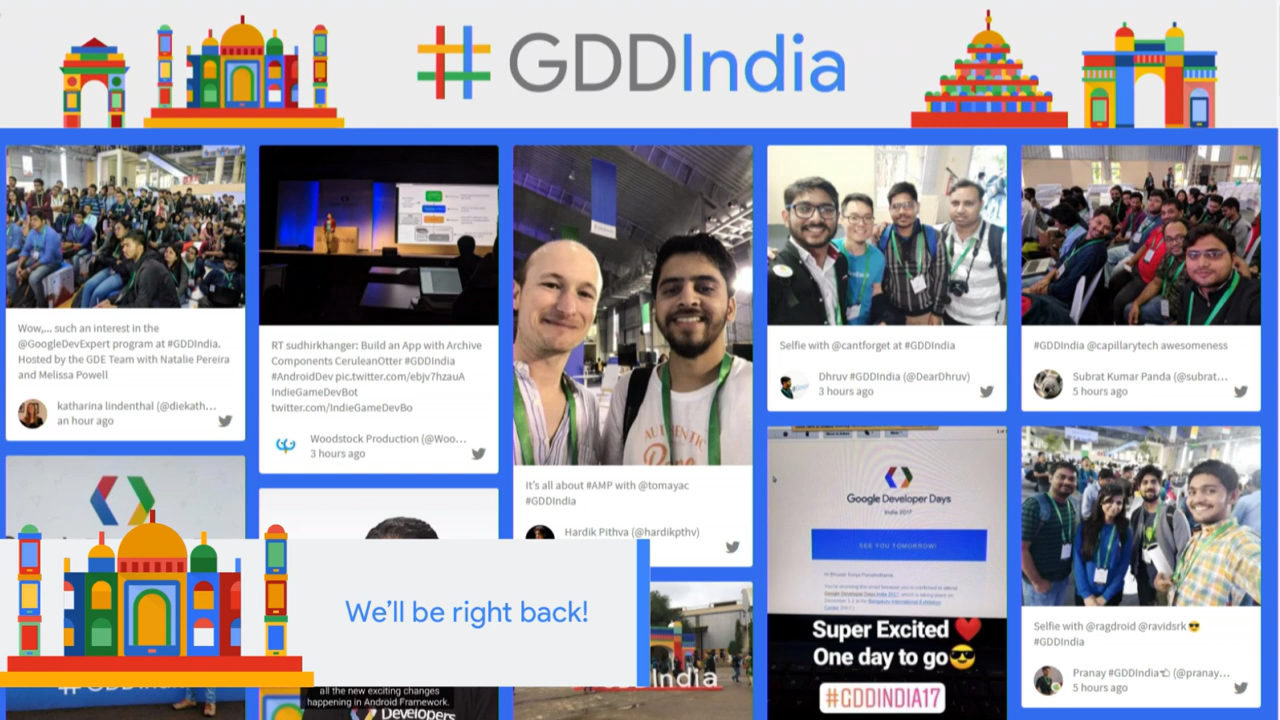 #GDDIndia
Wow,... such an interest in the
@GoogleDevExpert program at #GDDIndia.
Hosted by the GDE Team with Natalie Pereira
and Melissa Powell
katharina lindenthal (@diekath...
an hour ago
RT sudhirkhanger: Build an App with Archive
Components CeruleanOtter #GDDIndia
#AndroidDev pic.twitter.com/ebjv7hzauA
IndieGameDevBot
twitter.com/IndieGameDevBo
Woodstock Production (@Woo...
3 hours ago
It's all about #AMP with @tomayac
#GDDIndia
Hardik Pithva (@hardikpthv)
Selfie with @cantforget at #GDDIndia
Dhruv #GDDIndia (@DearDhruv)
3 hours ago
#GDDIndia @capillarytech awesomeness
Subrat Kumar Panda (@subrat...
5 hours ago
Google Developer Days
India 2017
SEE YOU TOMORROW!
Super Excited ❤️
One day to go😎
#GDDINDIA17
Selfie with @ragdroid @ravidsrk 😎
#GDDIndia
Pranay #GDDIndia (@pranay...
5 hours ago
We'll be right back!
all the new exciting changes
happening in Android Framework.
Developers
India